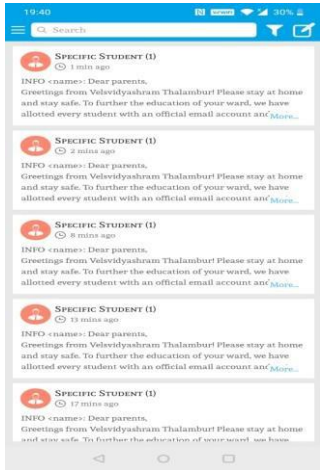 19:40
30%
Search
SPECIFIC STUDENT (1)
1 min ago
INFO <name>: Dear parents,
Greetings from Velsvidyashram Thalambur! Please stay at home
and stay safe. To further the education of your ward, we have
allotted every student with an official email account and More...
SPECIFIC STUDENT (1)
2 mins ago
INFO <name>: Dear parents,
Greetings from Velsvidyashram Thalambur! Please stay at home
and stay safe. To further the education of your ward, we have
allotted every student with an official email account and More...
SPECIFIC STUDENT (1)
8 mins ago
INFO <name>: Dear parents,
Greetings from Velsvidyashram Thalambur! Please stay at home
and stay safe. To further the education of your ward, we have
allotted every student with an official email account and More...
SPECIFIC STUDENT (1)
13 mins ago
INFO <name>: Dear parents,
Greetings from Velsvidyashram Thalambur! Please stay at home
and stay safe. To further the education of your ward, we have
allotted every student with an official email account and More...
SPECIFIC STUDENT (1)
17 mins ago
INFO <name>: Dear parents,
Greetings from Velsvidyashram Thalambur! Please stay at home
and stay safe. To further the education of your ward, we have